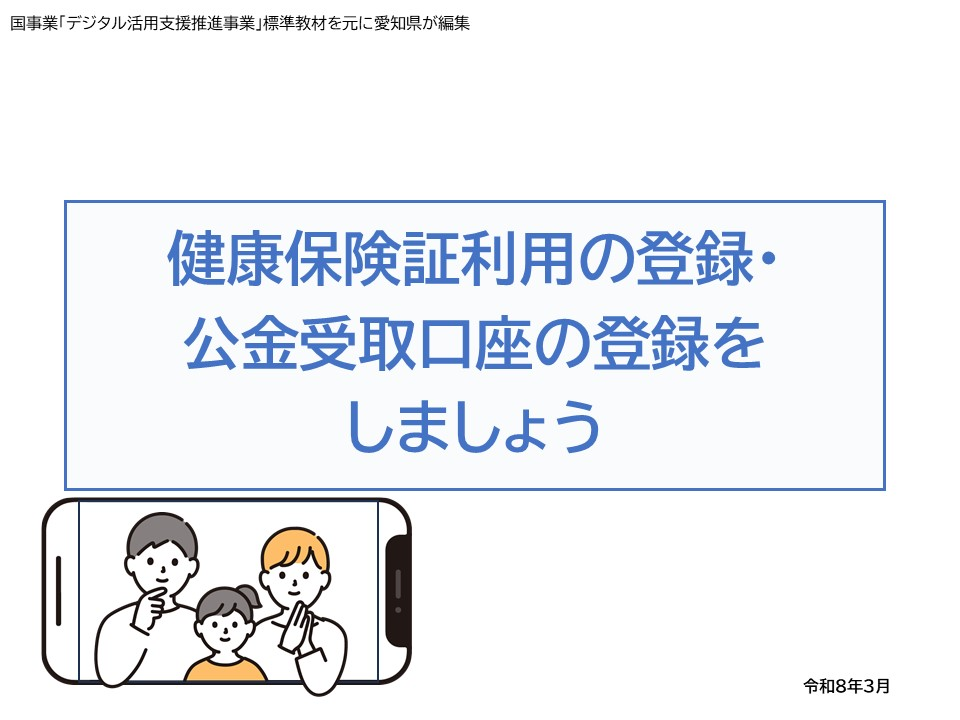 国事業「デジタル活用支援推進事業」標準教材を元に愛知県が編集
健康保険証利用の登録・
公金受取口座の登録を
しましょう
令和8年3月